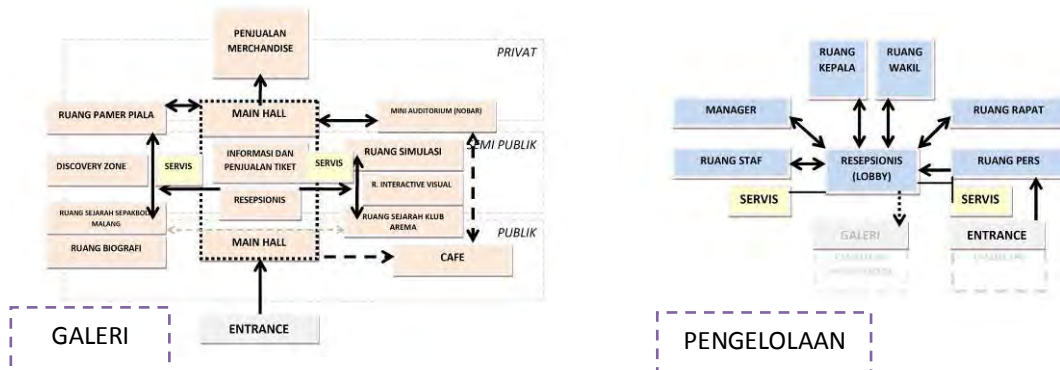 PENJUALAN
MERCHANDISE
PRIVAT
RUANG PAMER PIALA
MAIN HALL
MINI AUDITORIUM (NOBAR)
DISCOVERY ZONE
SERVIS
INFORMASI DAN
PENJUALAN TIKET
SERVIS
RUANG SIMULASI
SEMI PUBLIK
R. INTERACTIVE VISUAL
RESEPSIONIS
RUANG SEJARAH SEPAKBOLA
MALANG
RUANG SEJARAH KLUB
AREMA
PUBLIK
RUANG BIOGRAFI
MAIN HALL
CAFE
ENTRANCE
GALERI
RUANG
KEPALA
RUANG
WAKIL
MANAGER
RUANG RAPAT
RUANG STAF
RESEPSIONIS
(LOBBY)
RUANG PERS
SERVIS
SERVIS
GALERI
ENTRANCE
PENGELOLAAN